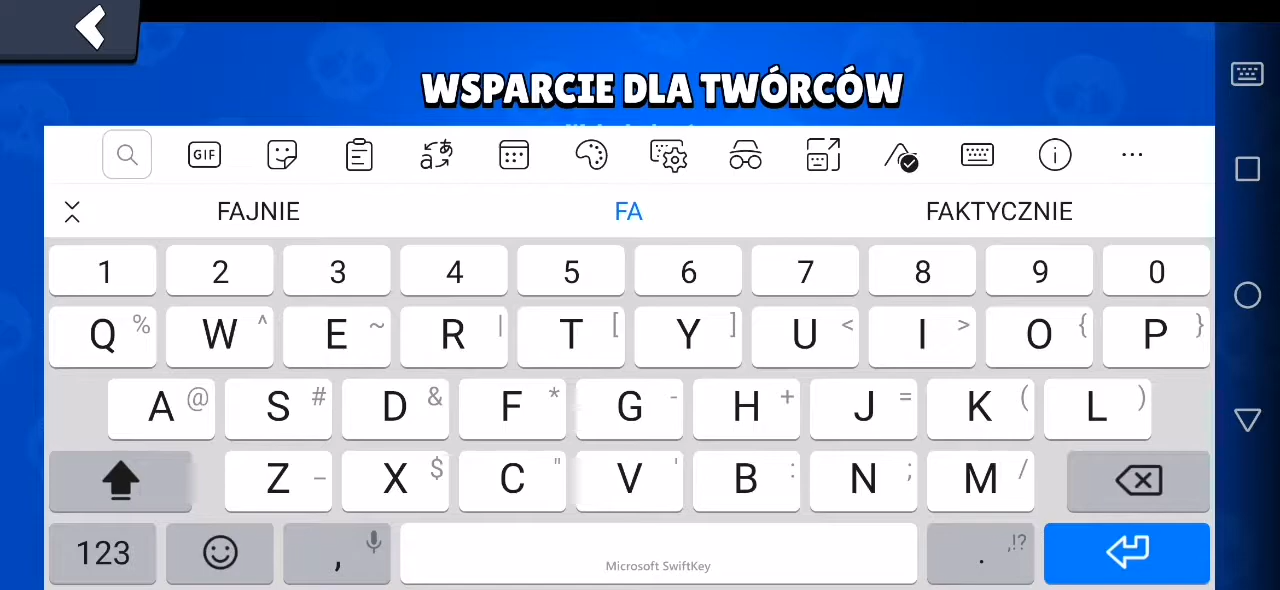 WSPARCIE DLA TWÓRCÓW
GIF
FAJNIE FA FAKTYCZNIE
1 2 3 4 5 6 7 8 9 0
Q % W ^ E ~ R | T [ Y ] U < I > O { P }
A @ S # D & F * G - H + J = K ( L )
Z _ X $ C " V ' B : N ; M /
123 , Microsoft SwiftKey . ,!?